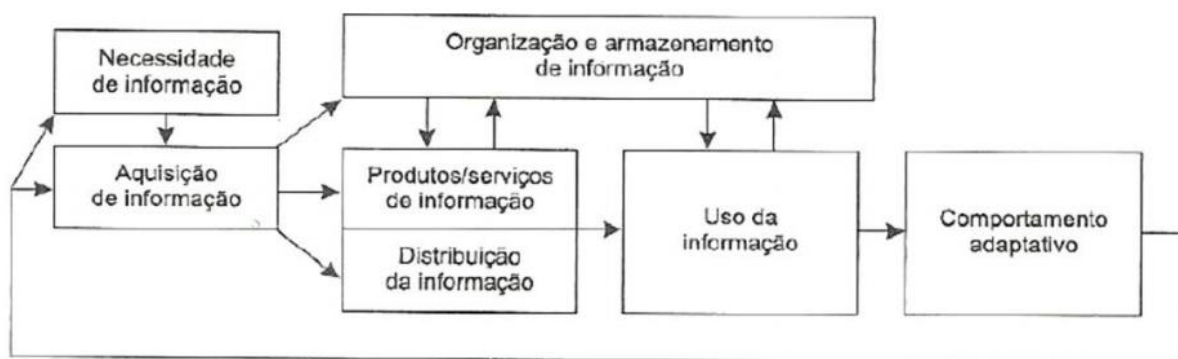 Necessidade
de informação
Organização e armazenamento
de informação
Aquisição
de informação
Produtos/serviços
de informação
Distribuição
da informação
Uso da
informação
Comportamento
adaptativo